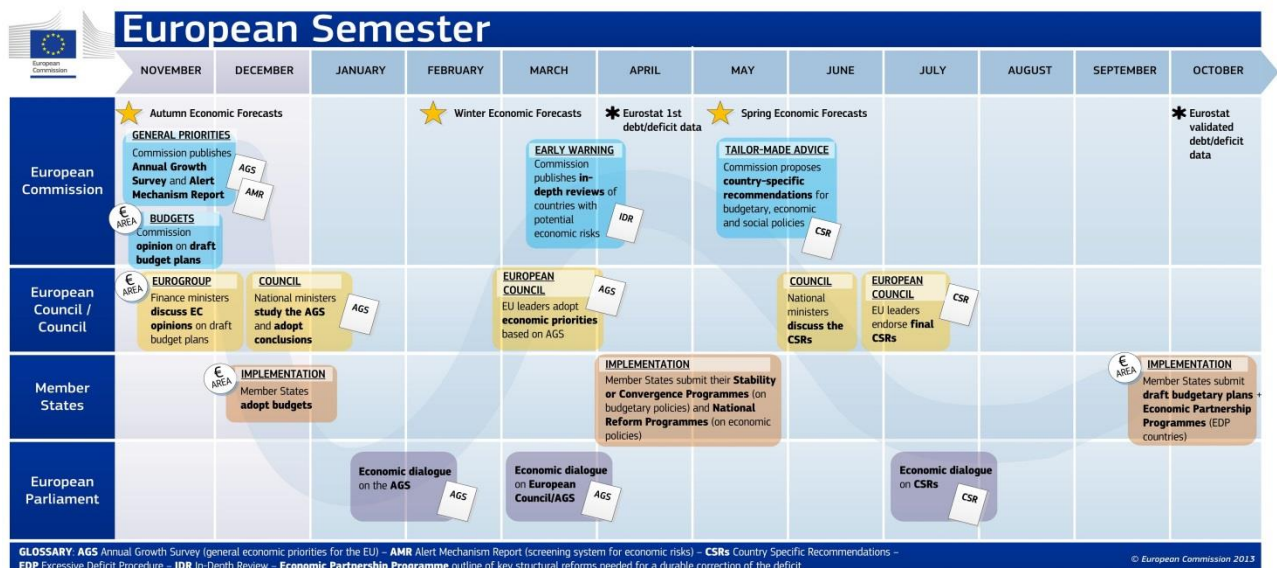 European Semester
European
Commission
NOVEMBER DECEMBER JANUARY FEBRUARY MARCH APRIL MAY JUNE JULY AUGUST SEPTEMBER OCTOBER
European
Commission
Autumn Economic Forecasts
Winter Economic Forecasts
Eurostat 1st
debt/deficit data
Spring Economic Forecasts
Eurostat
validated
debt/deficit
data
GENERAL PRIORITIES
Commission publishes
Annual Growth
Survey and Alert
Mechanism Report
AGS
AMR
€
AREA
BUDGETS
Commission
opinion on draft
budget plans
EARLY WARNING
Commission
publishes in-
depth reviews of
countries with
potential
economic risks
IDR
TAILOR-MADE ADVICE
Commission proposes
country-specific
recommendations for
budgetary, economic
and social policies
CSR
European
Council /
Council
€
AREA
EUROGROUP
Finance ministers
discuss EC
opinions on draft
budget plans
COUNCIL
National ministers
study the AGS
and adopt
conclusions
AGS
EUROPEAN
COUNCIL
EU leaders adopt
economic priorities
based on AGS
AGS
COUNCIL
National
ministers
discuss the
CSRs
EUROPEAN
COUNCIL
EU leaders
endorse final
CSRs
CSR
Member
States
€
AREA
IMPLEMENTATION
Member States
adopt budgets
IMPLEMENTATION
Member States submit their Stability
or Convergence Programmes (on
budgetary policies) and National
Reform Programmes (on economic
policies)
€
AREA
IMPLEMENTATION
Member States submit
draft budgetary plans +
Economic Partnership
Programmes (EDP
countries)
European
Parliament
Economic dialogue
on the AGS
AGS
Economic dialogue
on European
Council/AGS
AGS
Economic dialogue
on CSRs
CSR
GLOSSARY: AGS Annual Growth Survey (general economic priorities for the EU) – AMR Alert Mechanism Report (screening system for economic risks) – CSRs Country Specific Recommendations –
EDP Excessive Deficit Procedure – IDR In-Depth Review – Economic Partnership Programme outline of key structural reforms needed for a durable correction of the deficit
© European Commission 2013